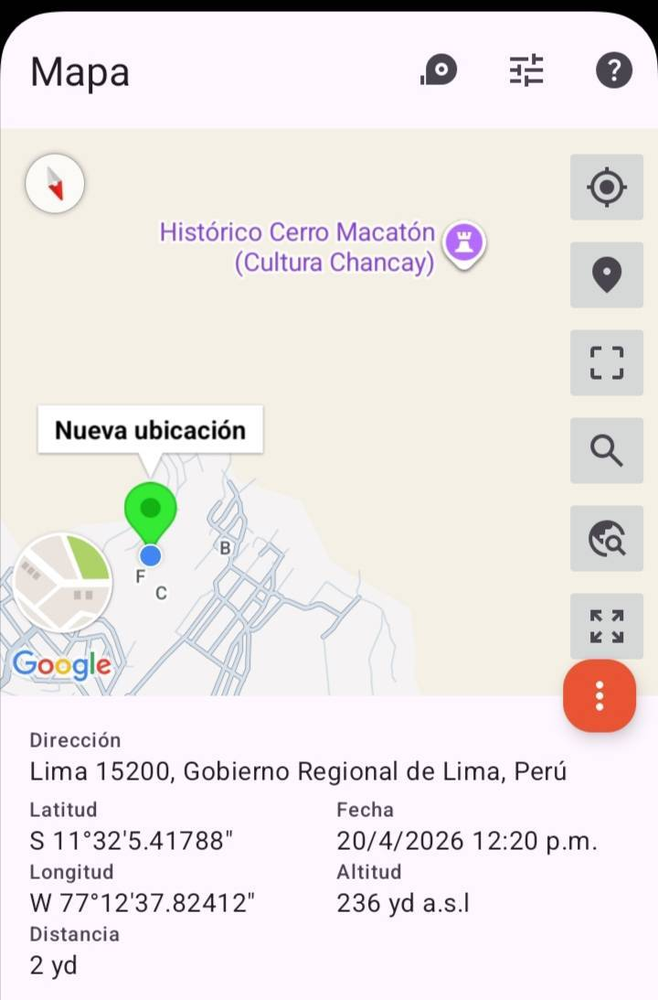 Mapa
Histórico Cerro Macatón
(Cultura Chancay)
Nueva ubicación
B
F
C
Google
Dirección
Lima 15200, Gobierno Regional de Lima, Perú
Latitud
S 11°32'5.41788"
Fecha
20/4/2026 12:20 p.m.
Longitud
W 77°12'37.82412"
Altitud
236 yd a.s.l
Distancia
2 yd